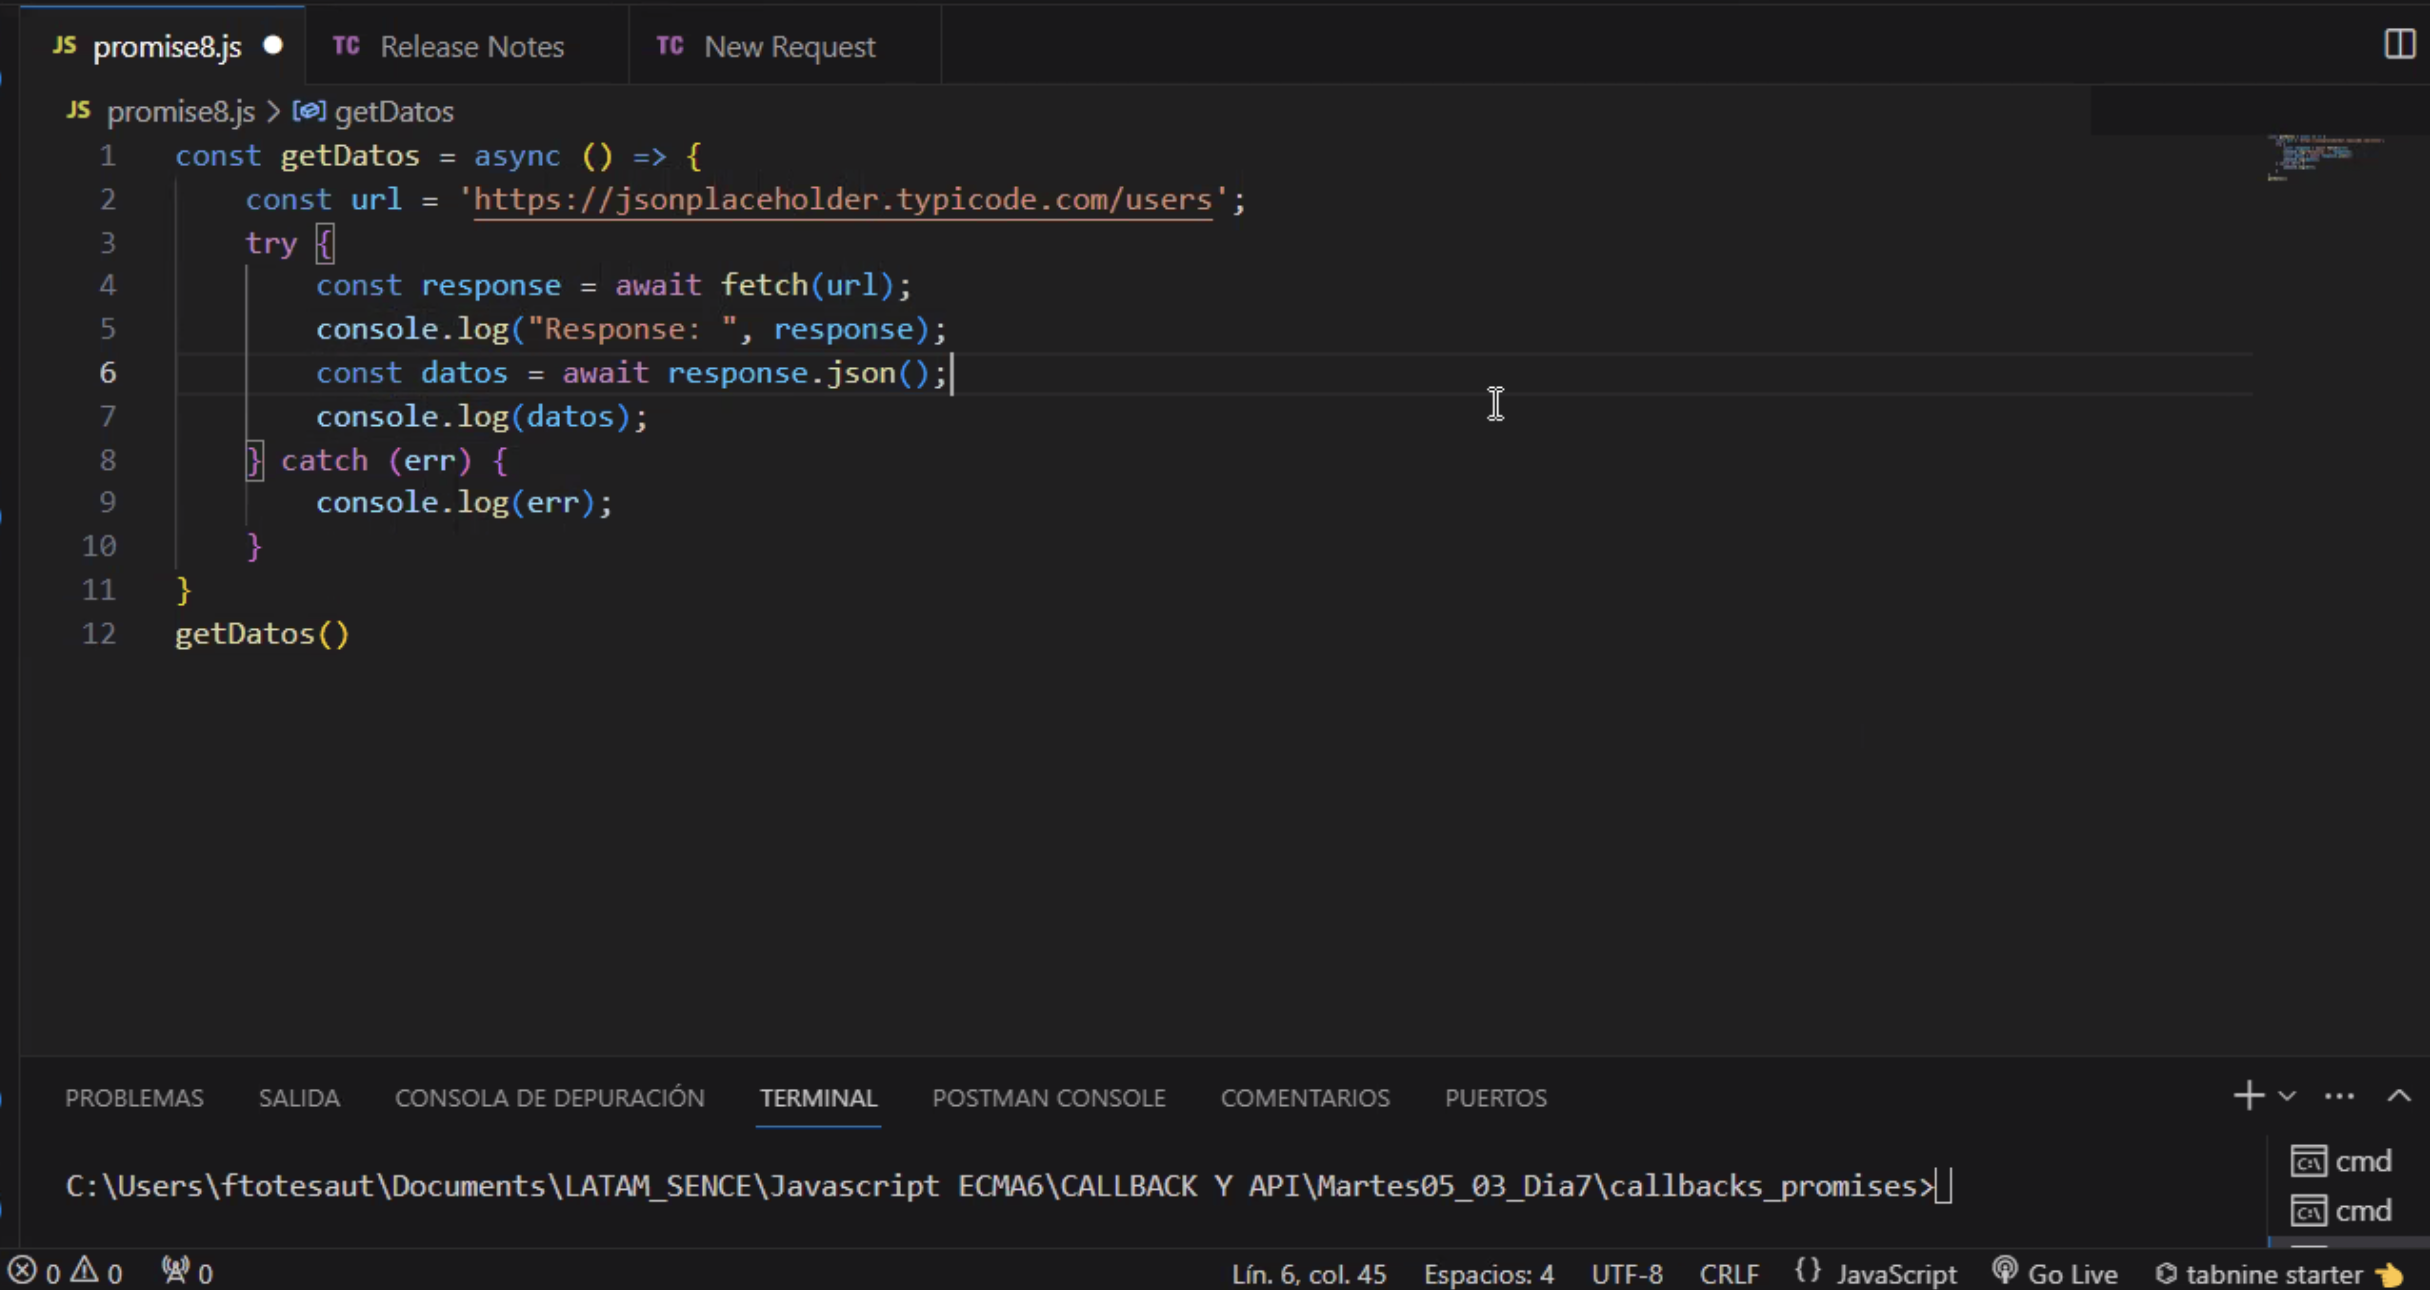 JS promise8.js TC Release Notes TC New Request
JS promise8.js > getDatos
1 const getDatos = async () => {
2 const url = 'https://jsonplaceholder.typicode.com/users';
3 try {
4 const response = await fetch(url);
5 console.log("Response: ", response);
6 const datos = await response.json();
7 console.log(datos);
8 } catch (err) {
9 console.log(err);
10 }
11 }
12 getDatos()
PROBLEMAS SALIDA CONSOLA DE DEPURACIÓN TERMINAL POSTMAN CONSOLE COMENTARIOS PUERTOS
C:\Users\ftotesaut\Documents\LATAM_SENCE\Javascript ECMA6\CALLBACK Y API\Martes05_03_Dia7\callbacks_promises>
cmd
cmd
0 0 0 Lín. 6, col. 45 Espacios: 4 UTF-8 CRLF {} JavaScript Go Live tabnine starter